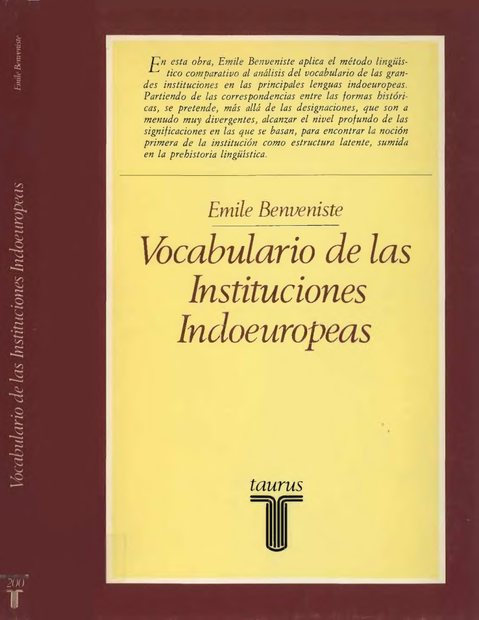 Emile Benveniste
Vocabulario de las Instituciones Indoeuropeas
200
En esta obra, Emile Benveniste aplica el método lingüís-
tico comparativo al análisis del vocabulario de las gran-
des instituciones en las principales lenguas indoeuropeas.
Partiendo de las correspondencias entre las formas históri-
cas, se pretende, más allá de las designaciones, que son a
menudo muy divergentes, alcanzar el nivel profundo de las
significaciones en las que se basan, para encontrar la noción
primera de la institución como estructura latente, sumida
en la prehistoria lingüística.
Emile Benveniste
Vocabulario de las
Instituciones
Indoeuropeas
taurus